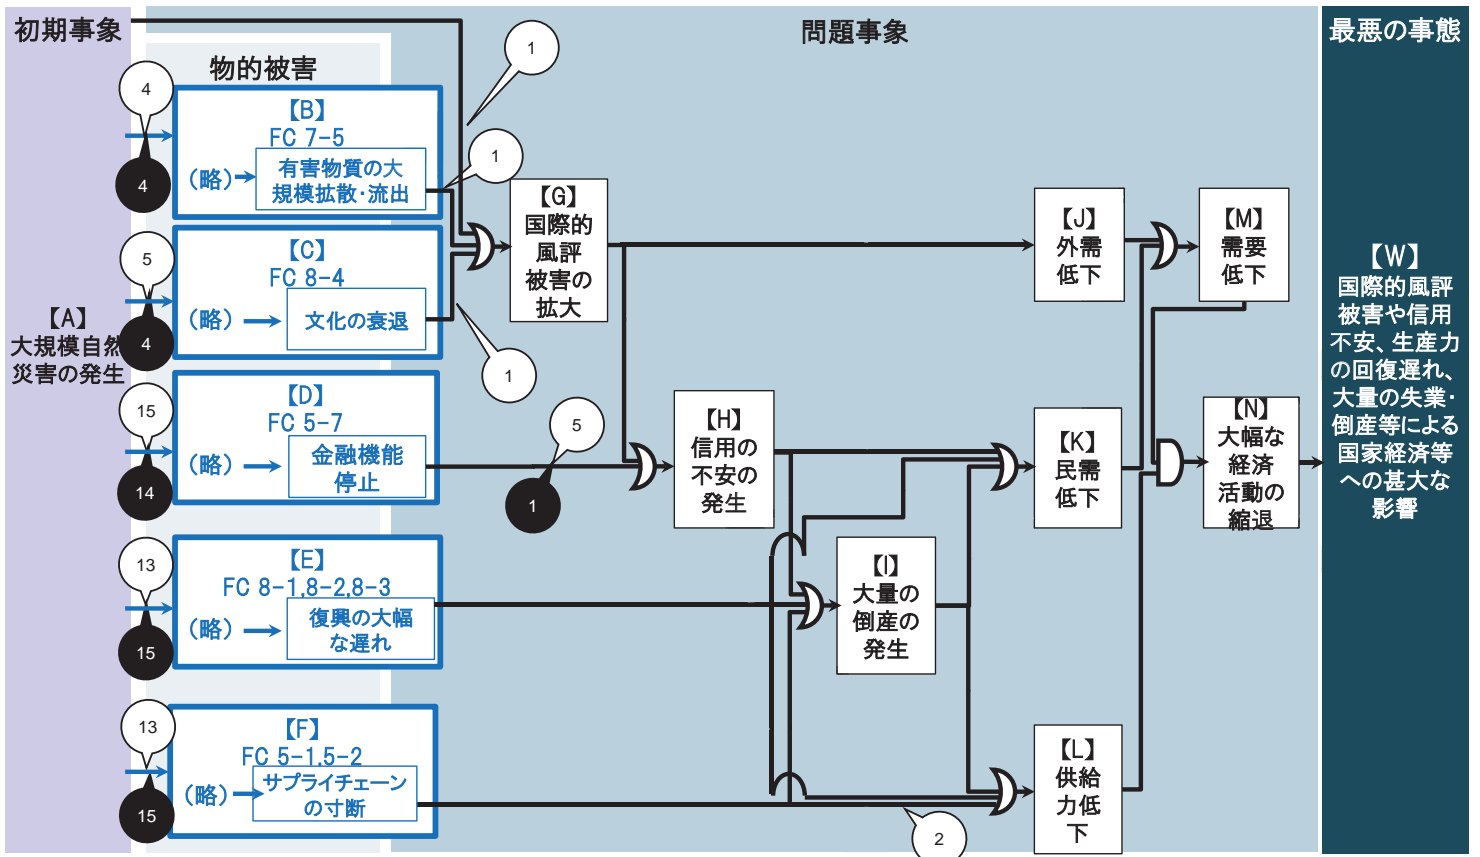 初期事象
問題事象
最悪の事態
物的被害
4
【B】
FC 7-5
(略)
有害物質の大
規模拡散・流出
4
1
1
5
【C】
FC 8-4
(略)
文化の衰退
4
1
【A】
大規模自然
災害の発生
15
【D】
FC 5-7
(略)
金融機能
停止
14
5
1
13
【E】
FC 8-1,8-2,8-3
(略)
復興の大幅
な遅れ
15
13
【F】
FC 5-1,5-2
(略)
サプライチェーン
の寸断
15
2
【G】
国際的
風評
被害の
拡大
【H】
信用の
不安の
発生
【I】
大量の
倒産の
発生
【J】
外需
低下
【K】
民需
低下
【L】
供給
力低
下
【M】
需要
低下
【N】
大幅な
経済
活動の
縮退
【W】
国際的風評
被害や信用
不安、生産力
の回復遅れ、
大量の失業・
倒産等による
国家経済等
への甚大な
影響